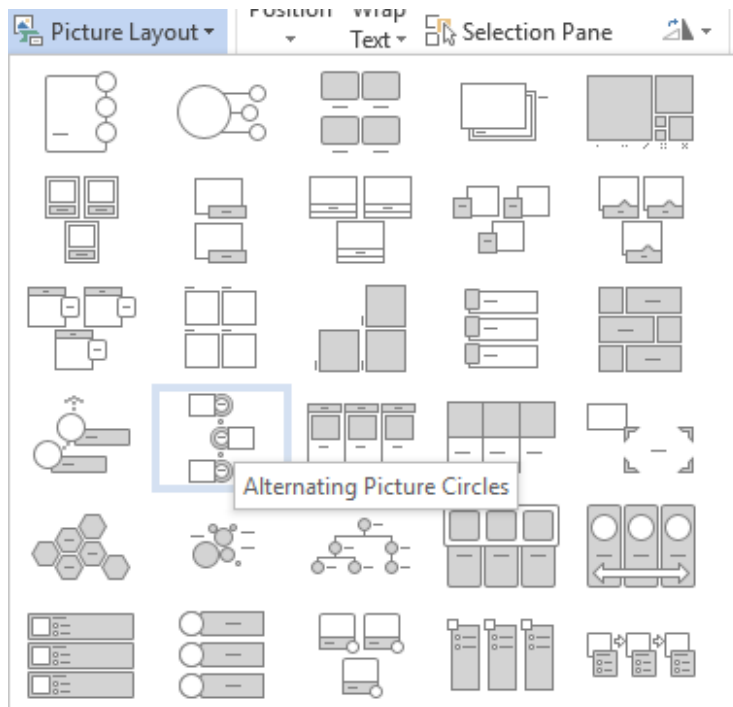 Picture Layout
Position
Wrap
Text
Selection Pane
Alternating Picture Circles